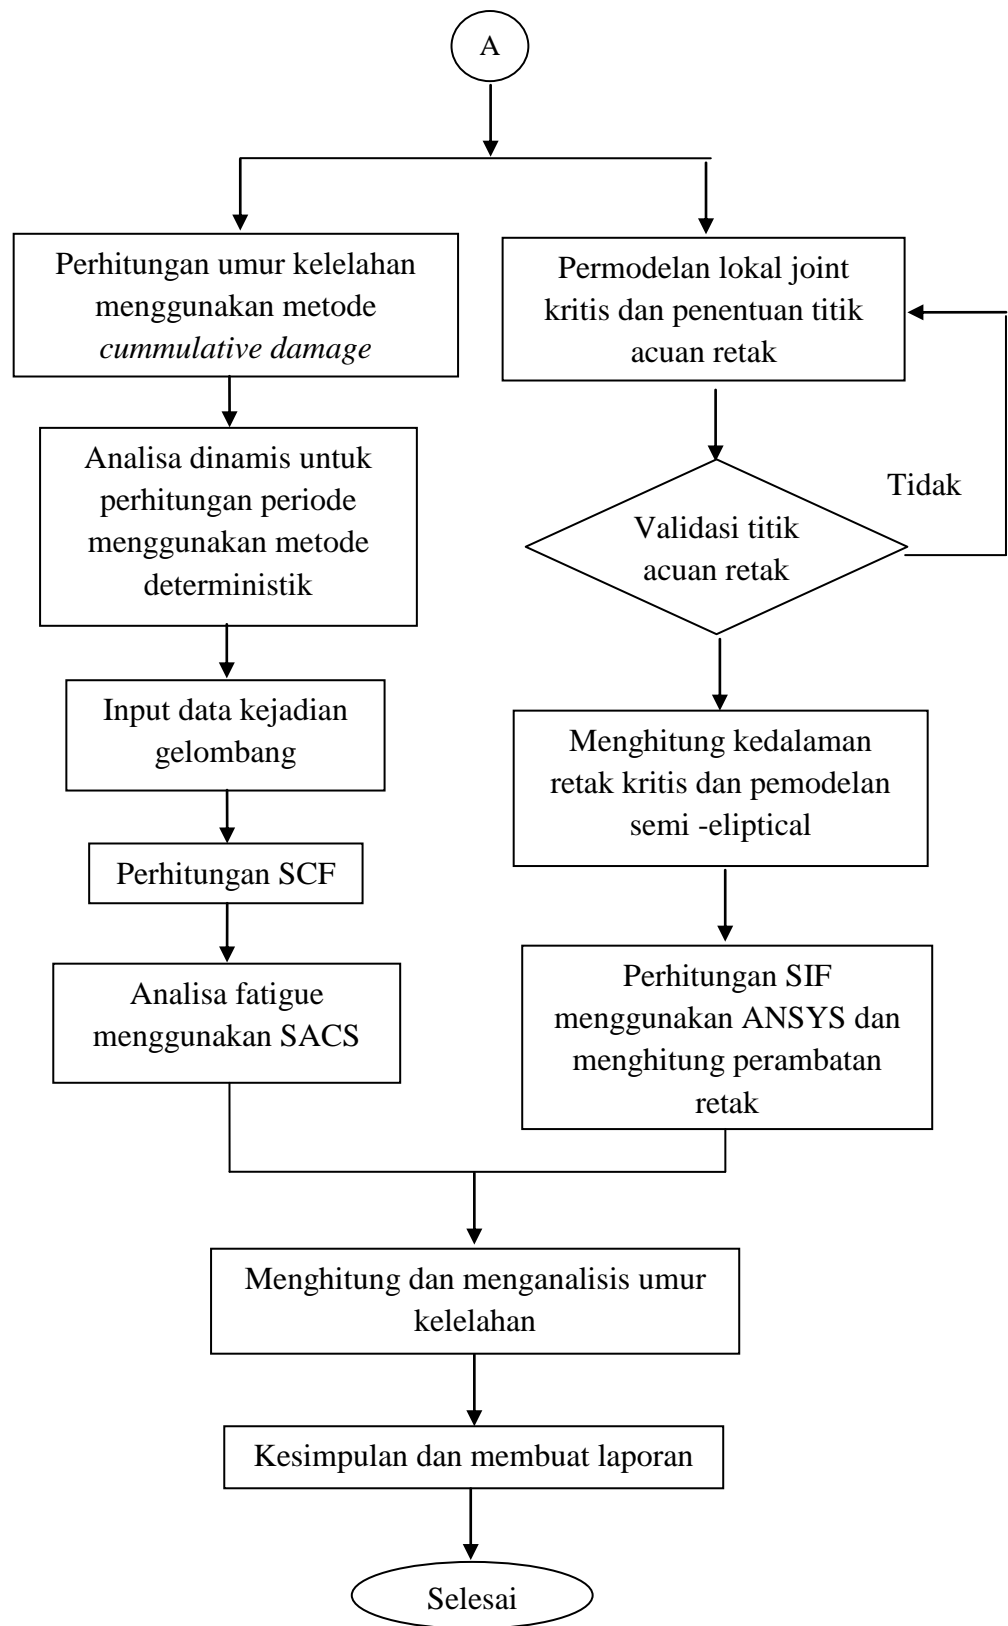 A
Perhitungan umur kelelahan
menggunakan metode
cummulative damage
Analisa dinamis untuk
perhitungan periode
menggunakan metode
deterministik
Input data kejadian
gelombang
Perhitungan SCF
Analisa fatigue
menggunakan SACS
Permodelan lokal joint
kritis dan penentuan titik
acuan retak
Tidak
Validasi titik
acuan retak
Menghitung kedalaman
retak kritis dan pemodelan
semi -eliptical
Perhitungan SIF
menggunakan ANSYS dan
menghitung perambatan
retak
Menghitung dan menganalisis umur
kelelahan
Kesimpulan dan membuat laporan
Selesai